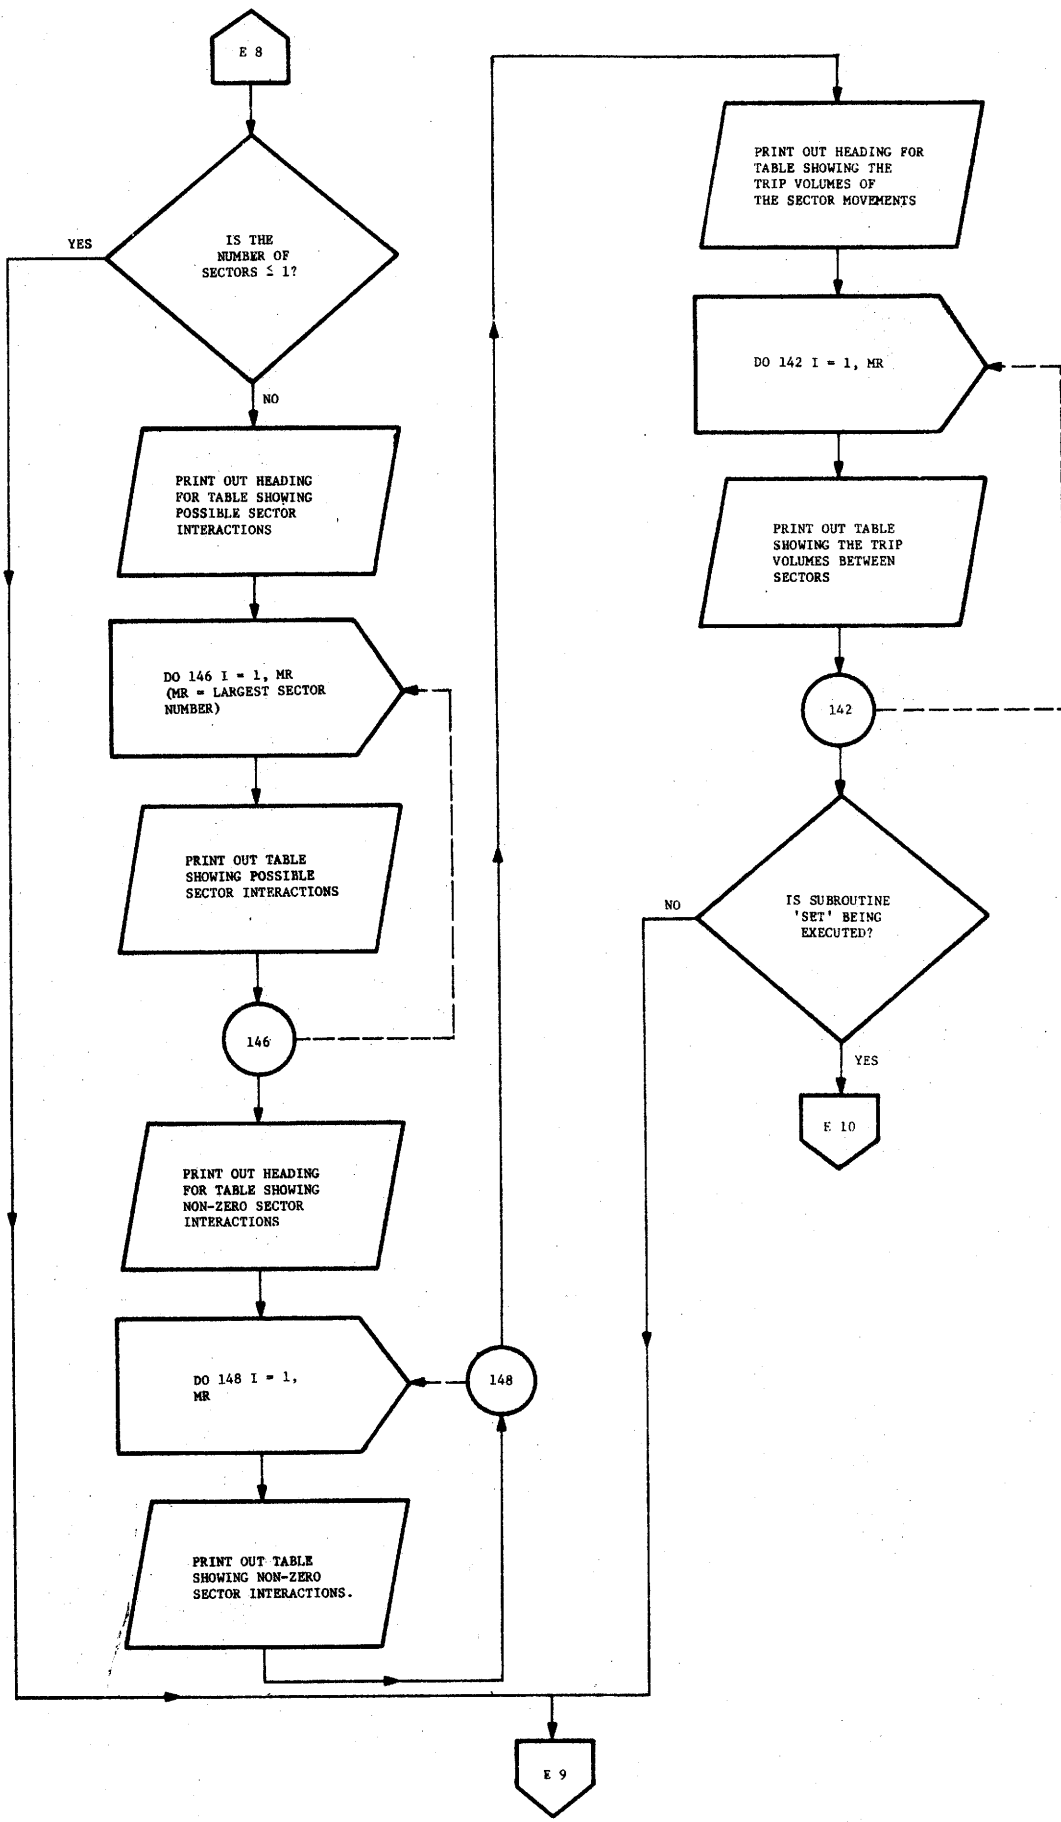 E 8
IS THE
NUMBER OF
SECTORS ≤ 1?
YES
NO
PRINT OUT HEADING
FOR TABLE SHOWING
POSSIBLE SECTOR
INTERACTIONS
DO 146 I = 1, MR
(MR = LARGEST SECTOR
NUMBER)
PRINT OUT TABLE
SHOWING POSSIBLE
SECTOR INTERACTIONS
146
PRINT OUT HEADING
FOR TABLE SHOWING
NON-ZERO SECTOR
INTERACTIONS
DO 148 I = 1,
MR
148
PRINT OUT TABLE
SHOWING NON-ZERO
SECTOR INTERACTIONS.
PRINT OUT HEADING FOR
TABLE SHOWING THE
TRIP VOLUMES OF
THE SECTOR MOVEMENTS
DO 142 I = 1, MR
PRINT OUT TABLE
SHOWING THE TRIP
VOLUMES BETWEEN
SECTORS
142
IS SUBROUTINE
'SET' BEING
EXECUTED?
NO
YES
E 10
E 9